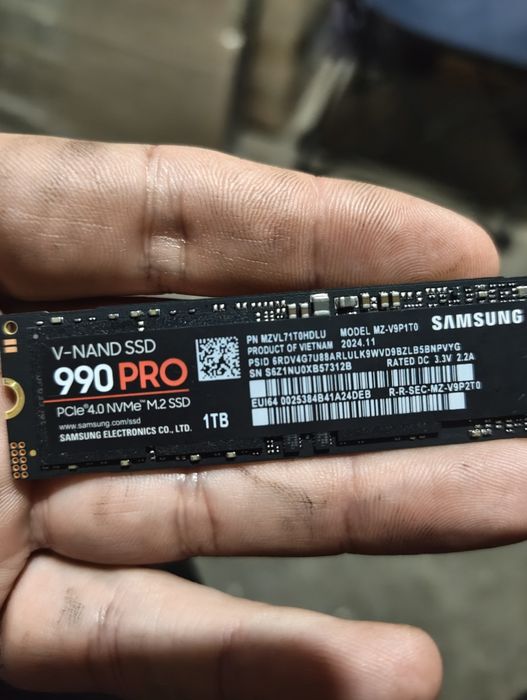 V-NAND SSD
990 PRO
PCIe® 4.0 NVMe™ M.2 SSD
www.samsung.com/ssd
SAMSUNG ELECTRONICS CO., LTD.
1TB
PN MZVL71T0HDLU MODEL MZ-V9P1T0
PRODUCT OF VIETNAM 2024.11
PSID 6RDV4G7U88ARLULK9WVD9BZLB5BNPVYG
SN S6Z1NU0XB57312B RATED DC 3.3V 2.2A
EUI64 0025384B41A24DEB R-R-SEC-MZ-V9P2T0
SAMSUNG